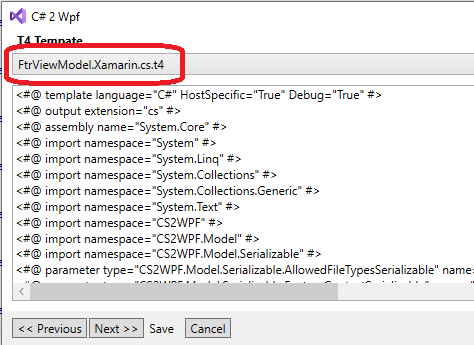 C# 2 Wpf
T4 Tempate
FtrViewModel.Xamarin.cs.t4
<#@ template language="C#" HostSpecific="True" Debug="True" #>
<#@ output extension="cs" #>
<#@ assembly name="System.Core" #>
<#@ import namespace="System" #>
<#@ import namespace="System.Linq" #>
<#@ import namespace="System.Collections" #>
<#@ import namespace="System.Collections.Generic" #>
<#@ import namespace="System.Text" #>
<#@ import namespace="CS2WPF" #>
<#@ import namespace="CS2WPF.Model" #>
<#@ import namespace="CS2WPF.Model.Serializable" #>
<#@ parameter type="CS2WPF.Model.Serializable.AllowedFileTypesSerializable" name=
<< Previous Next >> Save Cancel